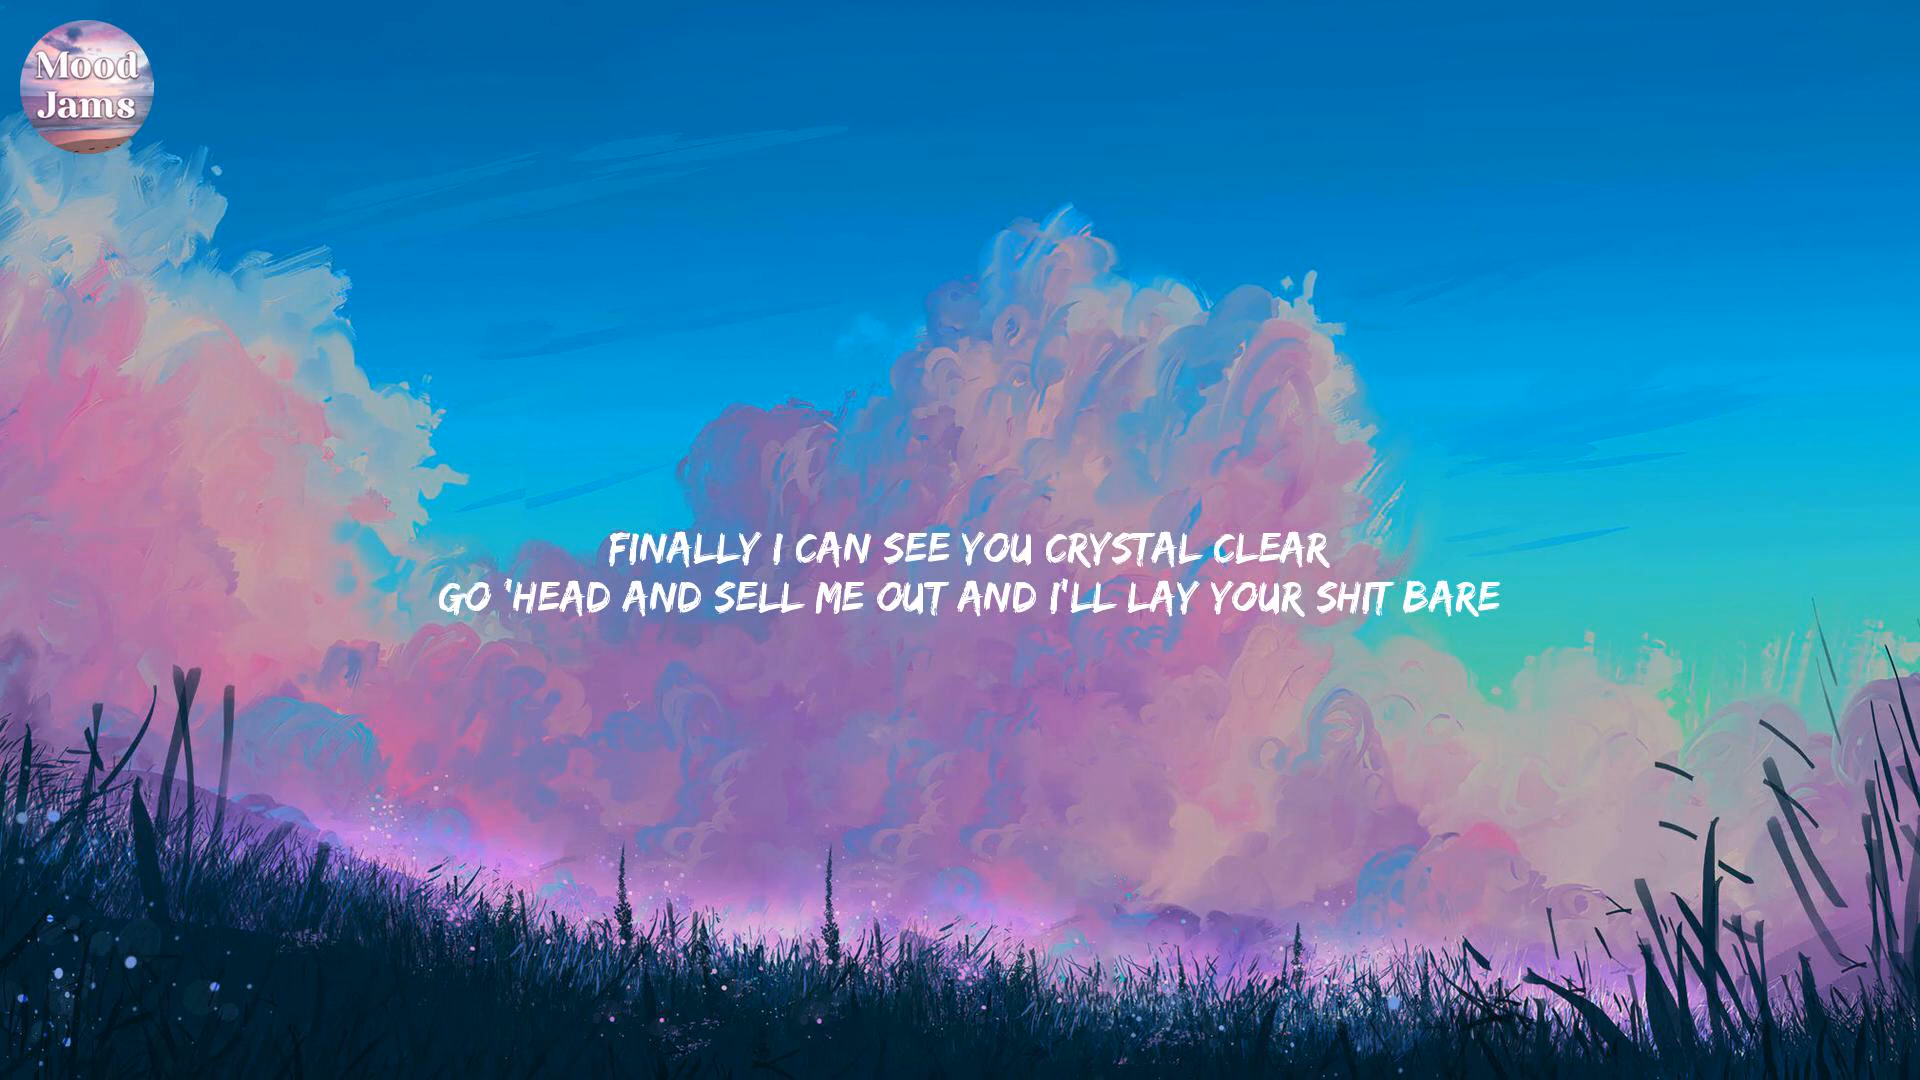 Mood
Jams
FINALLY I CAN SEE YOU CRYSTAL CLEAR
GO 'HEAD AND SELL ME OUT AND I'LL LAY YOUR SHIT BARE